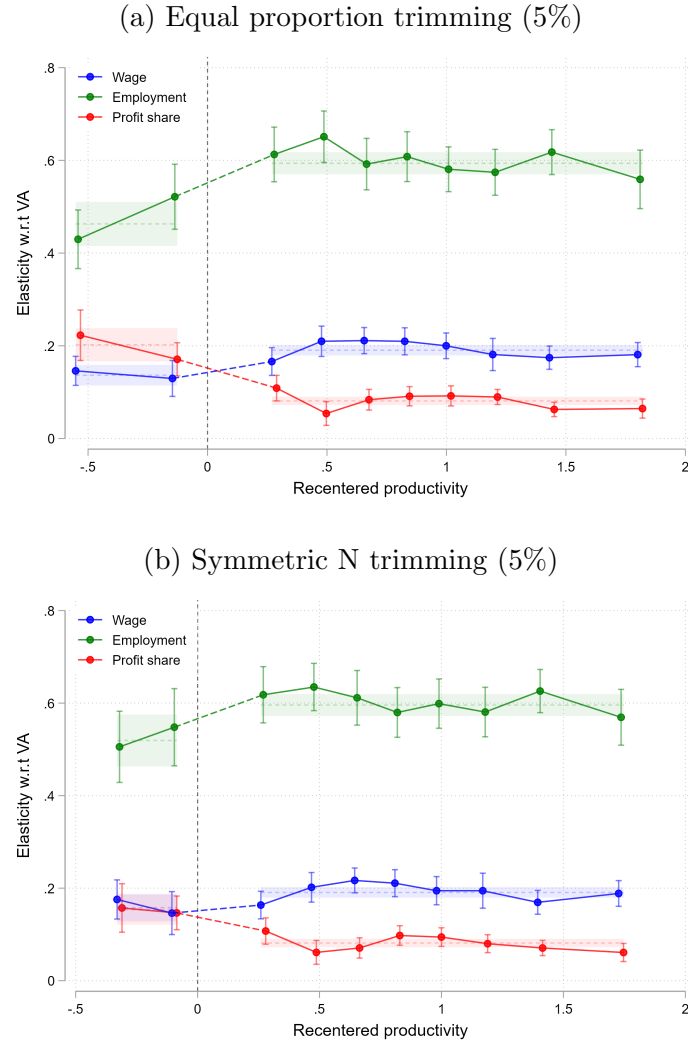 (a) Equal proportion trimming (5%)
Wage
Employment
Profit share
Elasticity w.r.t VA
.8
.6
.4
.2
0
-.5 0 .5 1 1.5 2
Recentered productivity
(b) Symmetric N trimming (5%)
Wage
Employment
Profit share
Elasticity w.r.t VA
.8
.6
.4
.2
0
-.5 0 .5 1 1.5 2
Recentered productivity